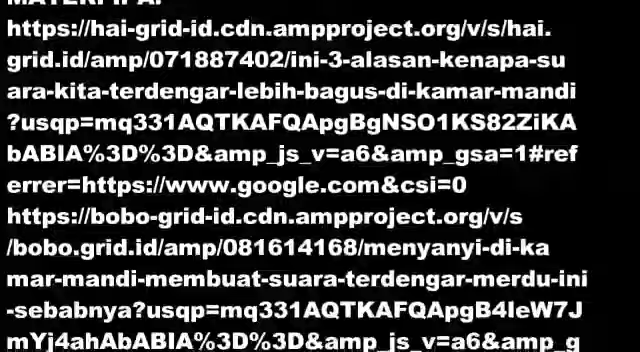 MATERI IPA:
https://hai-grid-id.cdn.ampproject.org/v/s/hai.
grid.id/amp/071887402/ini-3-alasan-kenapa-su
ara-kita-terdengar-lebih-bagus-di-kamar-mandi
?usqp=mq331AQTKAFQApgBgNSO1KS82ZiKA
bABIA%3D%3D&amp_js_v=a6&amp_gsa=1#ref
errer=https://www.google.com&csi=0
https://bobo-grid-id.cdn.ampproject.org/v/s
/bobo.grid.id/amp/081614168/menyanyi-di-ka
mar-mandi-membuat-suara-terdengar-merdu-ini
-sebabnya?usqp=mq331AQTKAFQApgB4IeW7J
mYj4ahAbABIA%3D%3D&amp_js_v=a6&amp_g